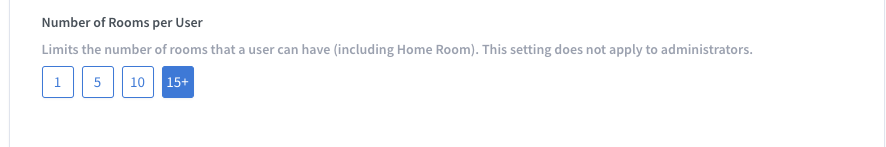 Number of Rooms per User
Limits the number of rooms that a user can have (including Home Room). This setting does not apply to administrators.
1 5 10 15+